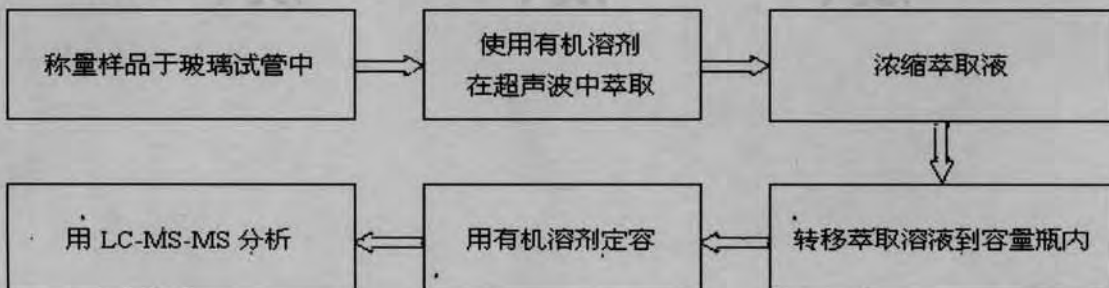 称量样品于玻璃试管中
使用有机溶剂
在超声波中萃取
浓缩萃取液
转移萃取溶液到容量瓶内
用有机溶剂定容
用 LC-MS-MS 分析